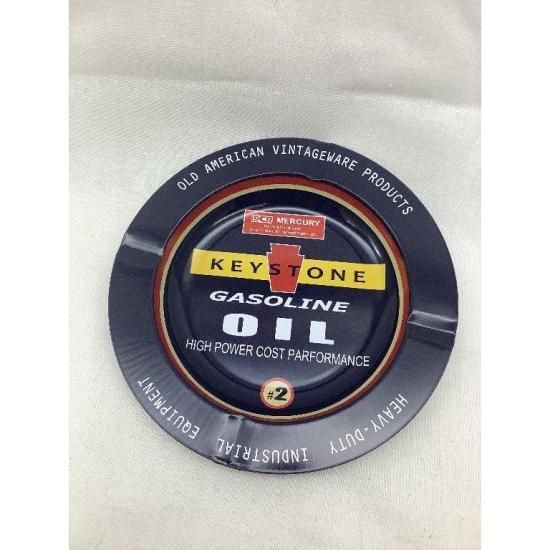 OLD AMERICAN VINTAGEWARE PRODUCTS
MERCURY
KEYSTONE
GASOLINE
OIL
HIGH POWER COST PARFORMANCE
#2
HEAVY-DUTY INDUSTRIAL EQUIPMENT